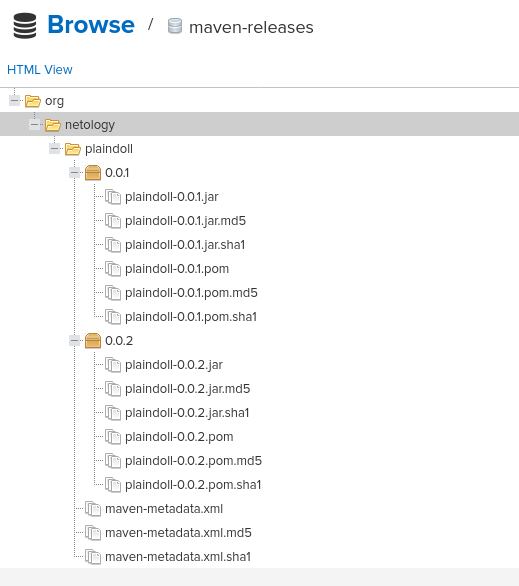 Browse / maven-releases
HTML View
org
netology
plaindoll
0.0.1
plaindoll-0.0.1.jar
plaindoll-0.0.1.jar.md5
plaindoll-0.0.1.jar.sha1
plaindoll-0.0.1.pom
plaindoll-0.0.1.pom.md5
plaindoll-0.0.1.pom.sha1
0.0.2
plaindoll-0.0.2.jar
plaindoll-0.0.2.jar.md5
plaindoll-0.0.2.jar.sha1
plaindoll-0.0.2.pom
plaindoll-0.0.2.pom.md5
plaindoll-0.0.2.pom.sha1
maven-metadata.xml
maven-metadata.xml.md5
maven-metadata.xml.sha1